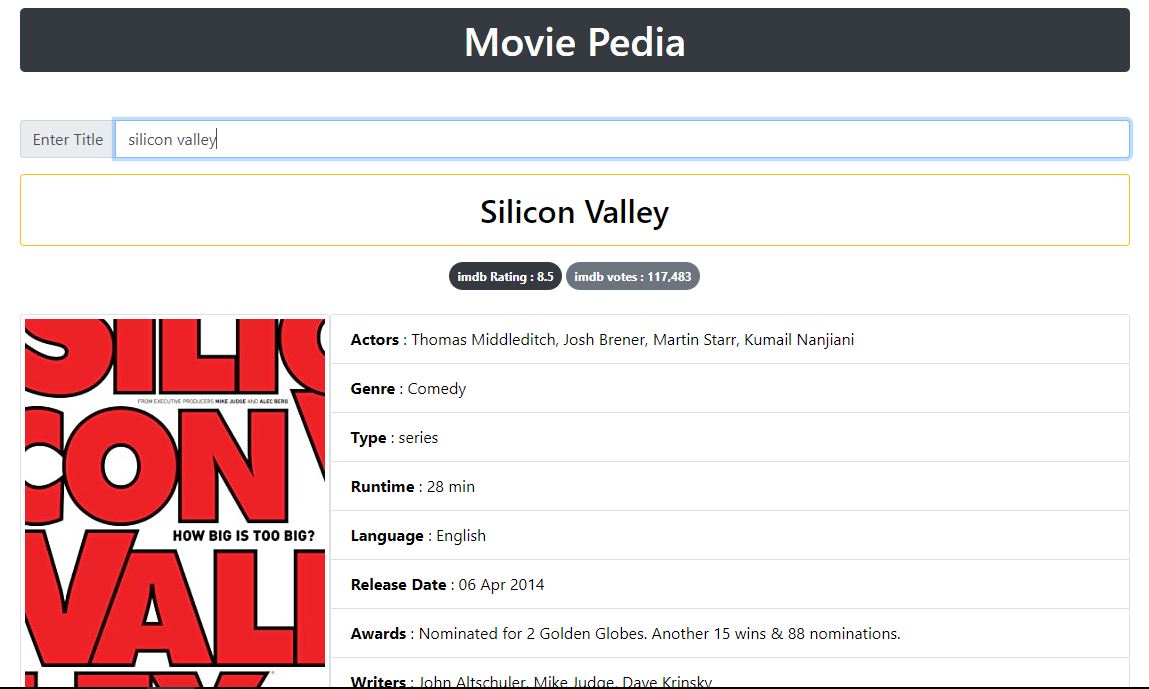 Movie Pedia
Enter Title
silicon valley
Silicon Valley
imdb Rating : 8.5
imdb votes : 117,483
SILIC
CON V
VALL
LEY
FROM EXECUTIVE PRODUCERS MIKE JUDGE AND ALEC BERG
HOW BIG IS TOO BIG?
Actors : Thomas Middleditch, Josh Brener, Martin Starr, Kumail Nanjiani
Genre : Comedy
Type : series
Runtime : 28 min
Language : English
Release Date : 06 Apr 2014
Awards : Nominated for 2 Golden Globes. Another 15 wins & 88 nominations.
Writers : John Altschuler, Mike Judge, Dave Krinsky